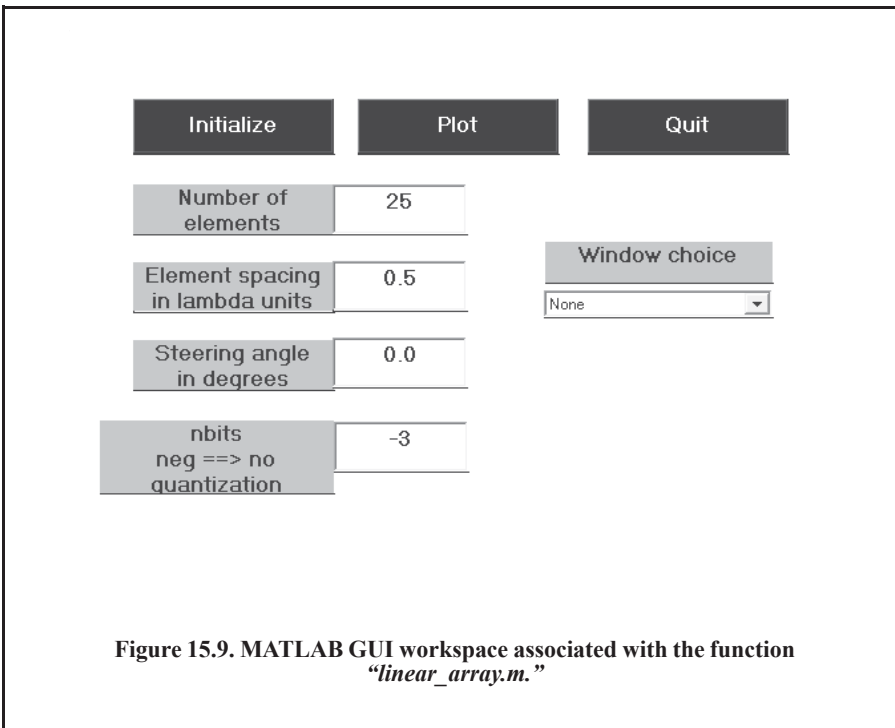 Initialize
Plot
Quit
Number of
elements
25
Element spacing
in lambda units
0.5
Steering angle
in degrees
0.0
nbits
neg ==> no
quantization
-3
Window choice
None
Figure 15.9. MATLAB GUI workspace associated with the function
“linear_array.m.”